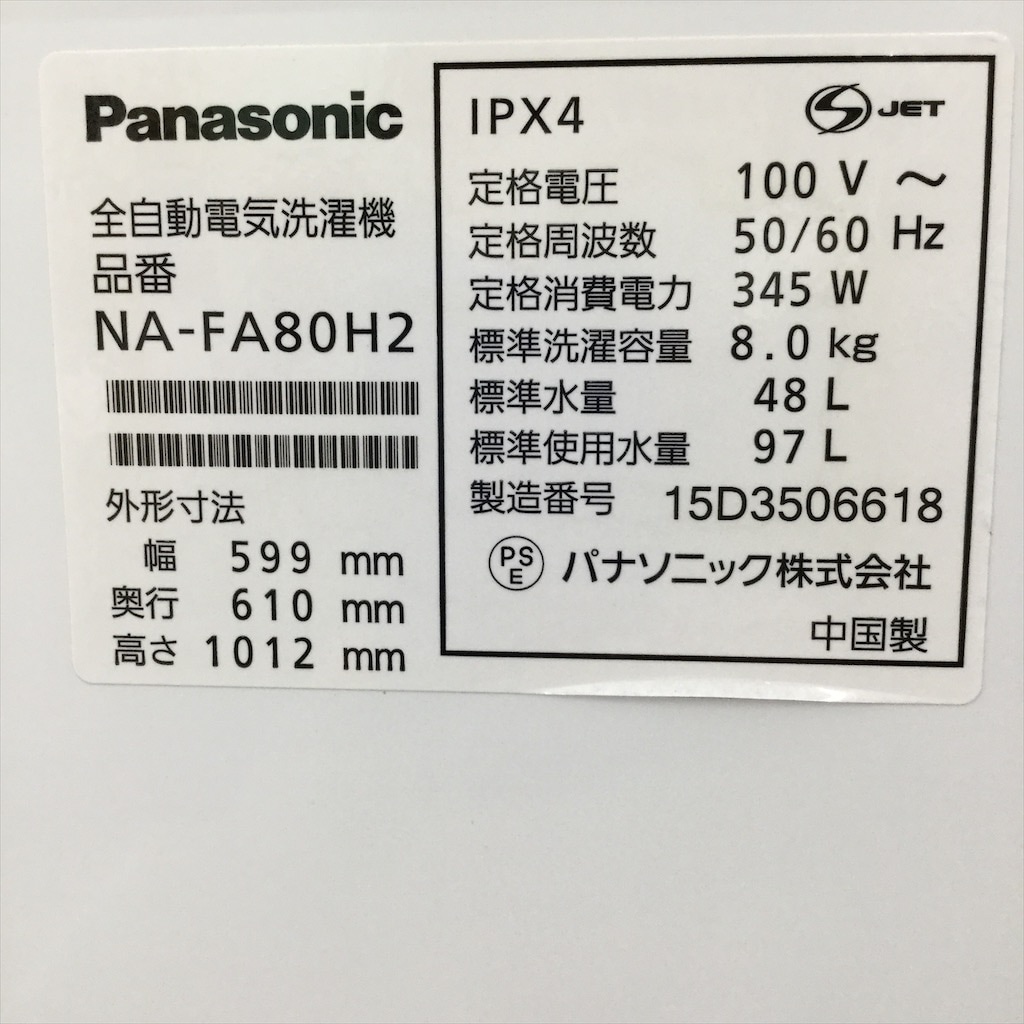 Panasonic
全自動電気洗濯機
品番
NA-FA80H2
外形寸法
幅 599 mm
奥行 610 mm
高さ 1012 mm
IPX4
S JET
定格電圧 100 V ~
定格周波数 50/60 Hz
定格消費電力 345 W
標準洗濯容量 8.0 kg
標準水量 48 L
標準使用水量 97 L
製造番号 15D3506618
PS E パナソニック株式会社
中国製